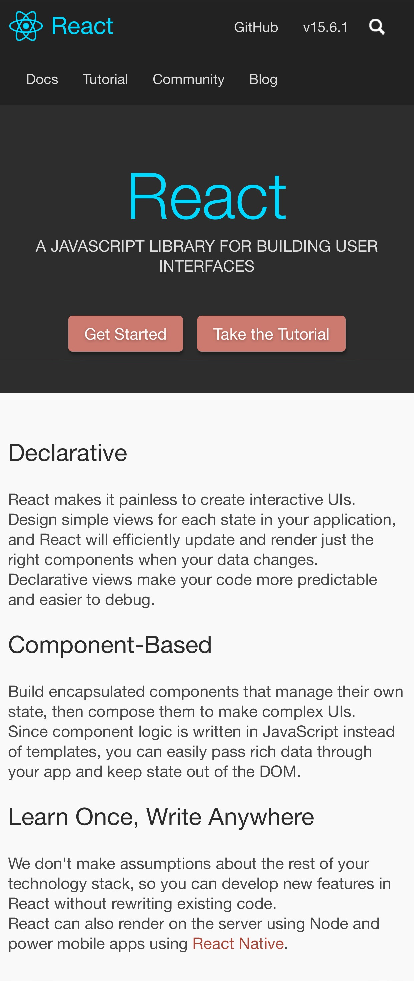 React GitHub v15.6.1
Docs Tutorial Community Blog
React
A JAVASCRIPT LIBRARY FOR BUILDING USER
INTERFACES
Get Started Take the Tutorial
Declarative
React makes it painless to create interactive UIs.
Design simple views for each state in your application,
and React will efficiently update and render just the
right components when your data changes.
Declarative views make your code more predictable
and easier to debug.
Component-Based
Build encapsulated components that manage their own
state, then compose them to make complex UIs.
Since component logic is written in JavaScript instead
of templates, you can easily pass rich data through
your app and keep state out of the DOM.
Learn Once, Write Anywhere
We don't make assumptions about the rest of your
technology stack, so you can develop new features in
React without rewriting existing code.
React can also render on the server using Node and
power mobile apps using React Native.